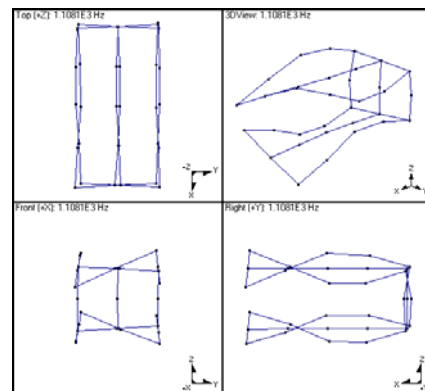 Top (+Z): 1.1081E3 Hz
3DView: 1.1081E3 Hz
Z
Y
X
Z
X
Y
Front (+X): 1.1081E3 Hz
Right (+Y): 1.1081E3 Hz
Z
X
Y
Z
Y
X